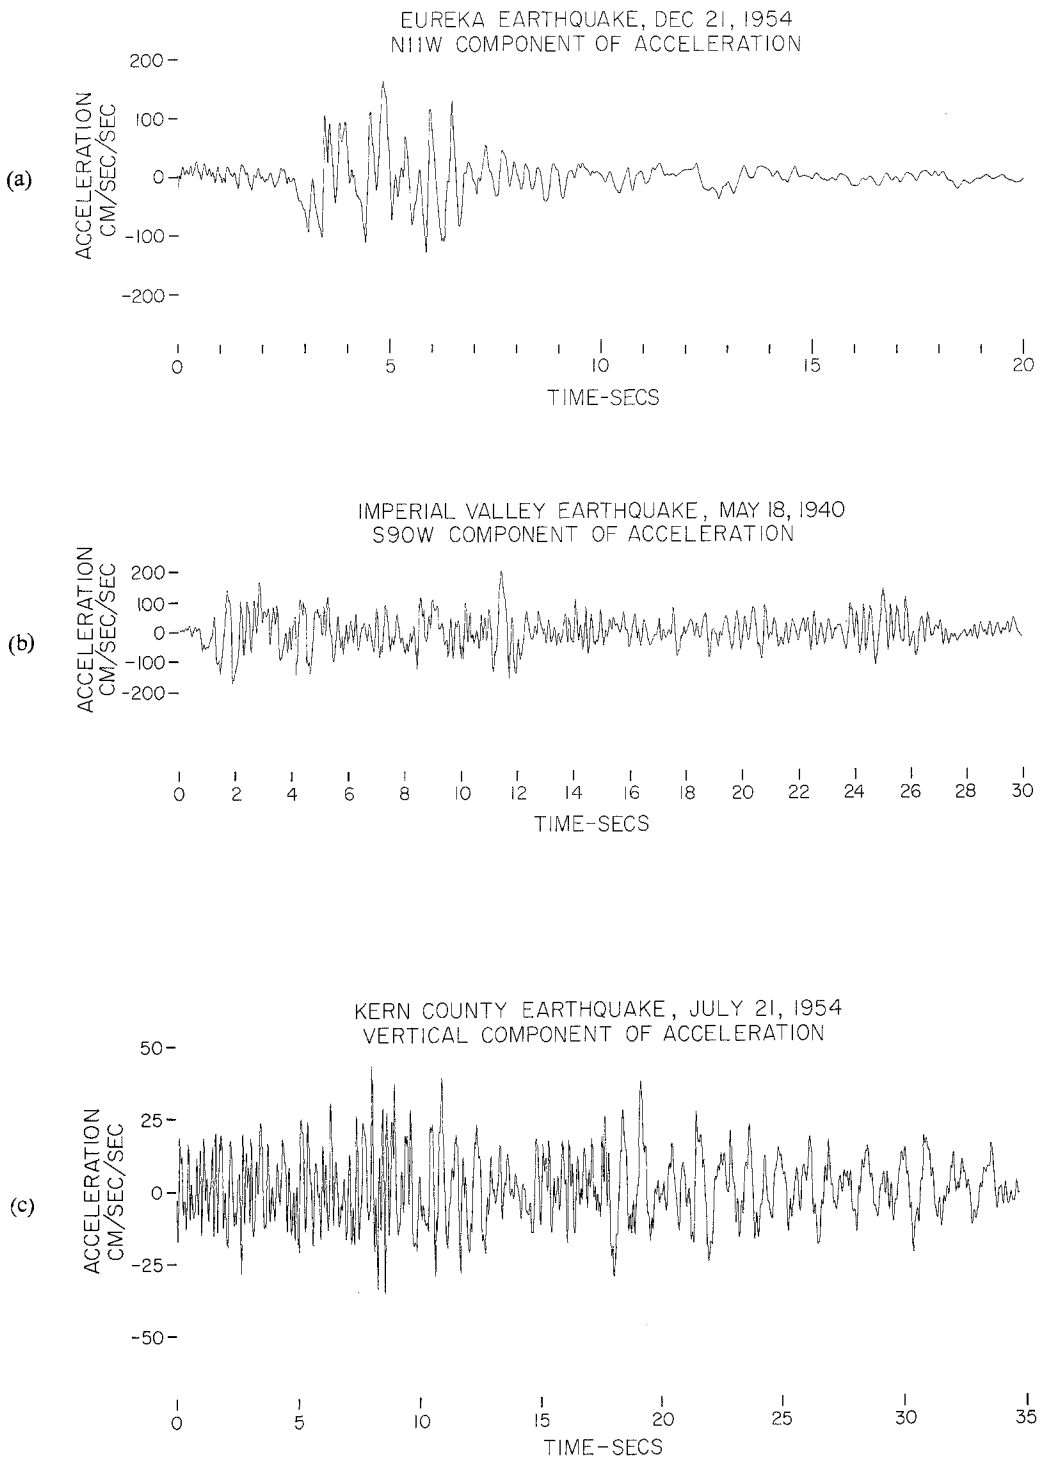 EUREKA EARTHQUAKE, DEC 21, 1954
N11W COMPONENT OF ACCELERATION
(a)
ACCELERATION
CM/SEC/SEC
200
100
0
-100
-200
0 5 10 15 20
TIME-SECS
IMPERIAL VALLEY EARTHQUAKE, MAY 18, 1940
S90W COMPONENT OF ACCELERATION
(b)
ACCELERATION
CM/SEC/SEC
200
100
0
-100
-200
0 2 4 6 8 10 12 14 16 18 20 22 24 26 28 30
TIME-SECS
KERN COUNTY EARTHQUAKE, JULY 21, 1954
VERTICAL COMPONENT OF ACCELERATION
(c)
ACCELERATION
CM/SEC/SEC
50
25
0
-25
-50
0 5 10 15 20 25 30 35
TIME-SECS